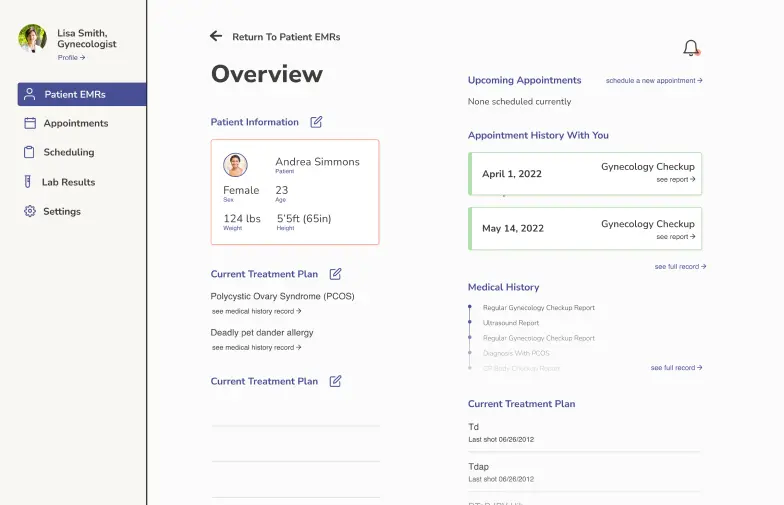 Lisa Smith,
Gynecologist
Profile →
Patient EMRs
Appointments
Scheduling
Lab Results
Settings
← Return To Patient EMRs
Overview
Patient Information
Andrea Simmons
Patient
Female
Sex
23
Age
124 lbs
Weight
5’5ft (65in)
Height
Current Treatment Plan
Polycystic Ovary Syndrome (PCOS)
see medical history record →
Deadly pet dander allergy
see medical history record →
Current Treatment Plan
Upcoming Appointments
schedule a new appointment →
None scheduled currently
Appointment History With You
April 1, 2022
Gynecology Checkup
see report →
May 14, 2022
Gynecology Checkup
see report →
see full record →
Medical History
Regular Gynecology Checkup Report
Ultrasound Report
Regular Gynecology Checkup Report
Diagnosis With PCOS
Checkup Report
see full record →
Current Treatment Plan
Td
Last shot 06/26/2012
Tdap
Last shot 06/26/2012